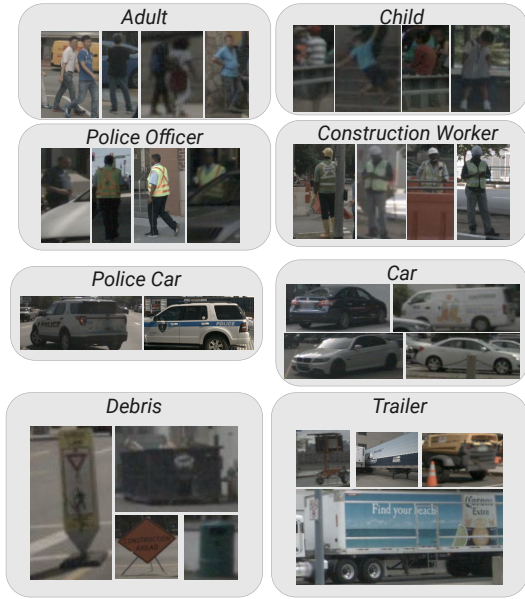 Adult
Child
Police Officer
Construction Worker
Police Car
Car
POLICE
POLICE
Debris
Trailer
CONSTRUCTION
AHEAD
Find your beach
Corona
Extra